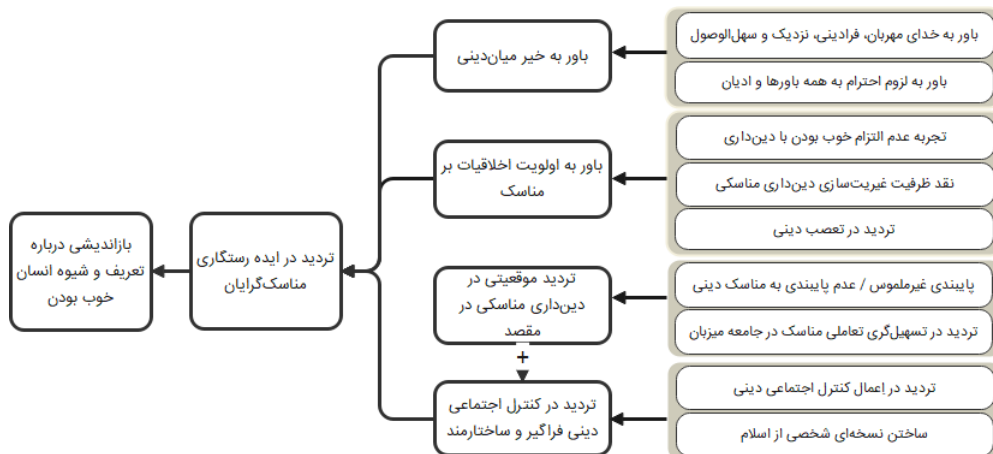 باور به خدای مهربان، فرادینی، نزدیک و سهل‌الوصول
باور به لزوم احترام به همه باورها و ادیان
باور به خیر میان‌دینی
تجربه عدم التزام خوب بودن با دین‌داری
نقد ظرفیت غیریت‌سازی دین‌داری مناسکی
تردید در تعصب دینی
باور به اولویت اخلاقیات بر
مناسک
پایبندی غیرملموس / عدم پایبندی به مناسک دینی
تردید در تسهیل‌گری تعاملی مناسک در جامعه میزبان
تردید موقعیتی در
دین‌داری مناسکی در
مقصد
+
تردید در اِعمال کنترل اجتماعی دینی
ساختن نسخه‌ای شخصی از اسلام
تردید در کنترل اجتماعی
دینی فراگیر و ساختارمند
تردید در ایده رستگاری
مناسک‌گرایان
بازاندیشی درباره
تعریف و شیوه انسان
خوب بودن